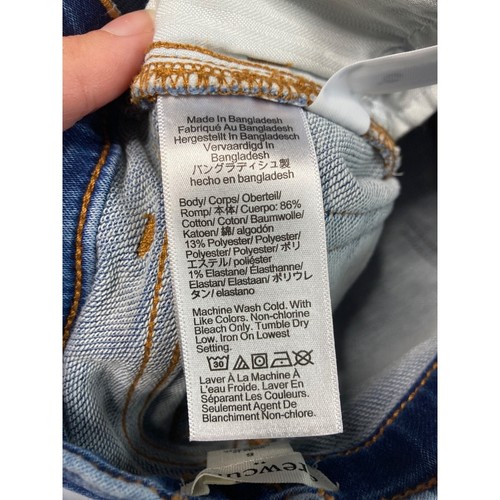 Made In Bangladesh
Fabriqué Au Bangladesh
Hergestellt In Bangladesch
Vervaardigd In
Bangladesh
バングラディシュ製
hecho en bangladesh
Body/ Corps/ Oberteil/
Romp/ 本体/ Cuerpo: 86%
Cotton/ Coton/ Baumwolle/
Katoen/ 綿/ algodón
13% Polyester/ Polyester/
Polyester/ Polyester/ ポリ
エステル/ poliéster
1% Elastane/ Élasthanne/
Elastan/ Elastaan/ ポリウレ
タン/ elastano
Machine Wash Cold. With
Like Colors. Non-chlorine
Bleach Only. Tumble Dry
Low. Iron On Lowest
Setting.
30
Laver À La Machine À
L'eau Froide. Laver En
Séparant Les Couleurs.
Seulement Agent De
Blanchiment Non-chlore.